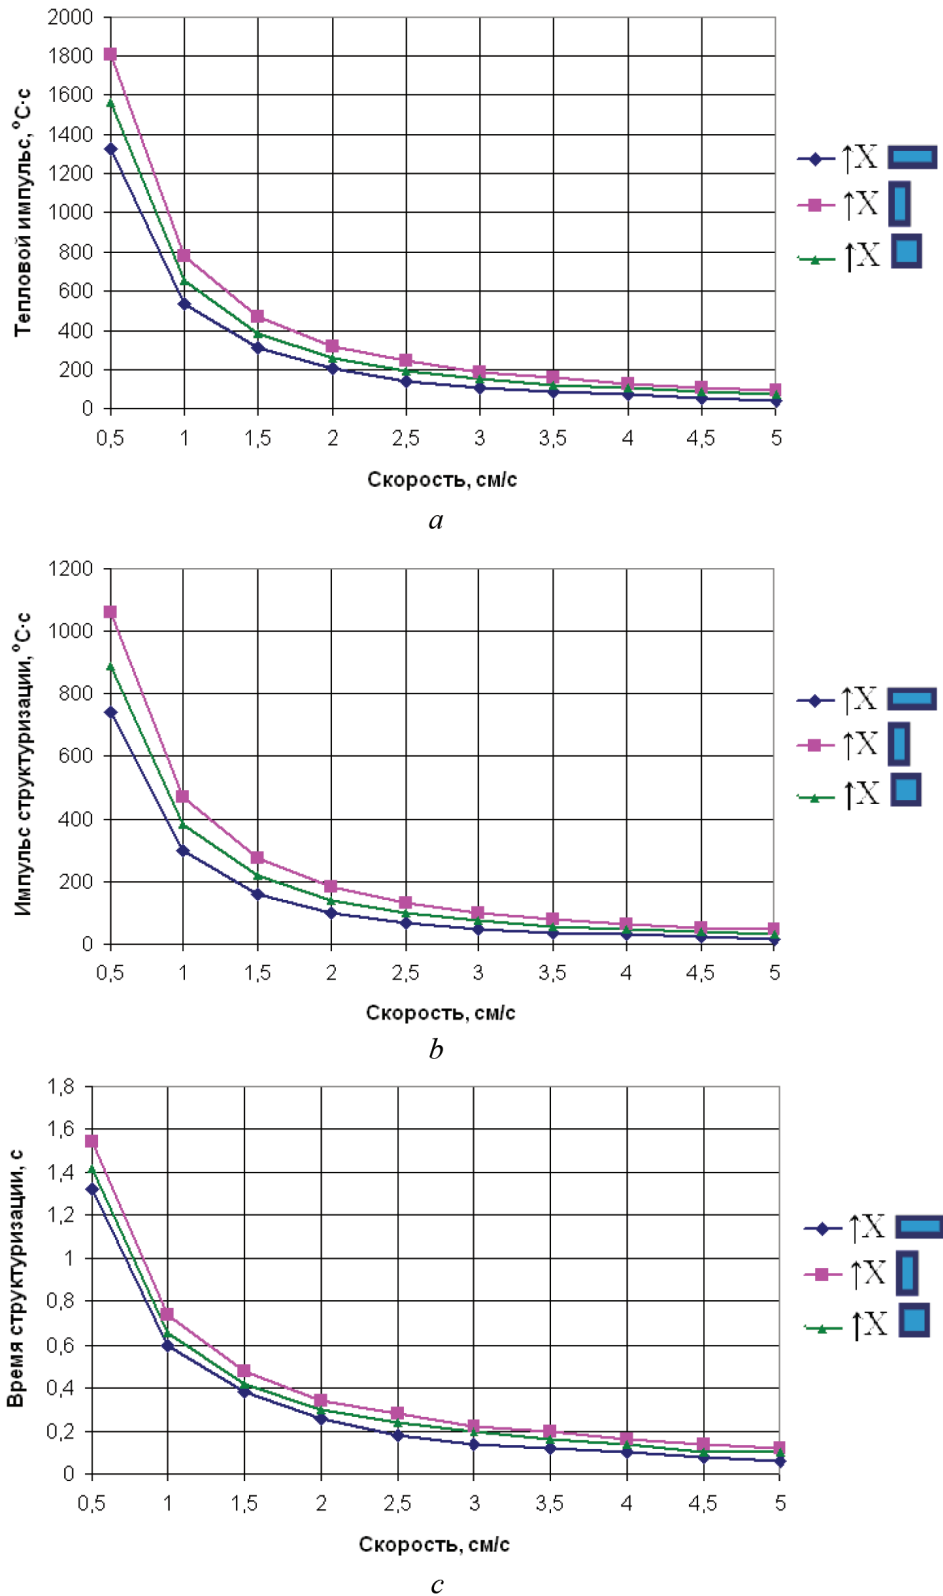 2000
1800
1600
1400
1200
1000
800
600
400
200
0
Тепловой импульс, °С·с
0,5 1 1,5 2 2,5 3 3,5 4 4,5 5
Скорость, см/с
↑X
↑X
↑X
a
1200
1000
800
600
400
200
0
Импульс структуризации, °С·с
0,5 1 1,5 2 2,5 3 3,5 4 4,5 5
Скорость, см/с
↑X
↑X
↑X
b
1,8
1,6
1,4
1,2
1
0,8
0,6
0,4
0,2
0
Время структуризации, с
0,5 1 1,5 2 2,5 3 3,5 4 4,5 5
Скорость, см/с
↑X
↑X
↑X
c